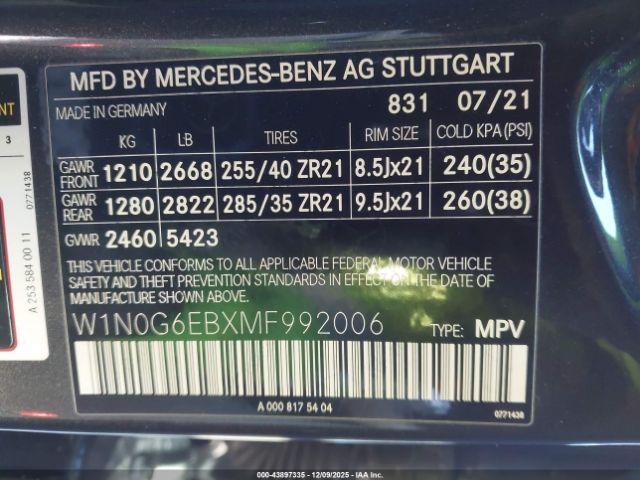 MFD BY MERCEDES-BENZ AG STUTTGART
MADE IN GERMANY 831 07/21
KG LB TIRES RIM SIZE COLD KPA (PSI)
GAWR FRONT 1210 2668 255/40 ZR21 8.5Jx21 240(35)
GAWR REAR 1280 2822 285/35 ZR21 9.5Jx21 260(38)
GVWR 2460 5423
THIS VEHICLE CONFORMS TO ALL APPLICABLE FEDERAL MOTOR VEHICLE
SAFETY AND THEFT PREVENTION STANDARDS IN EFFECT ON THE DATE OF
MANUFACTURE SHOWN ABOVE.
W1N0G6EBXMF992006 TYPE: MPV
A 000 817 54 04
0771438
NT
3
0771438
A 253 584 00 11
000-43897335 - 12/09/2025 - IAA, Inc.